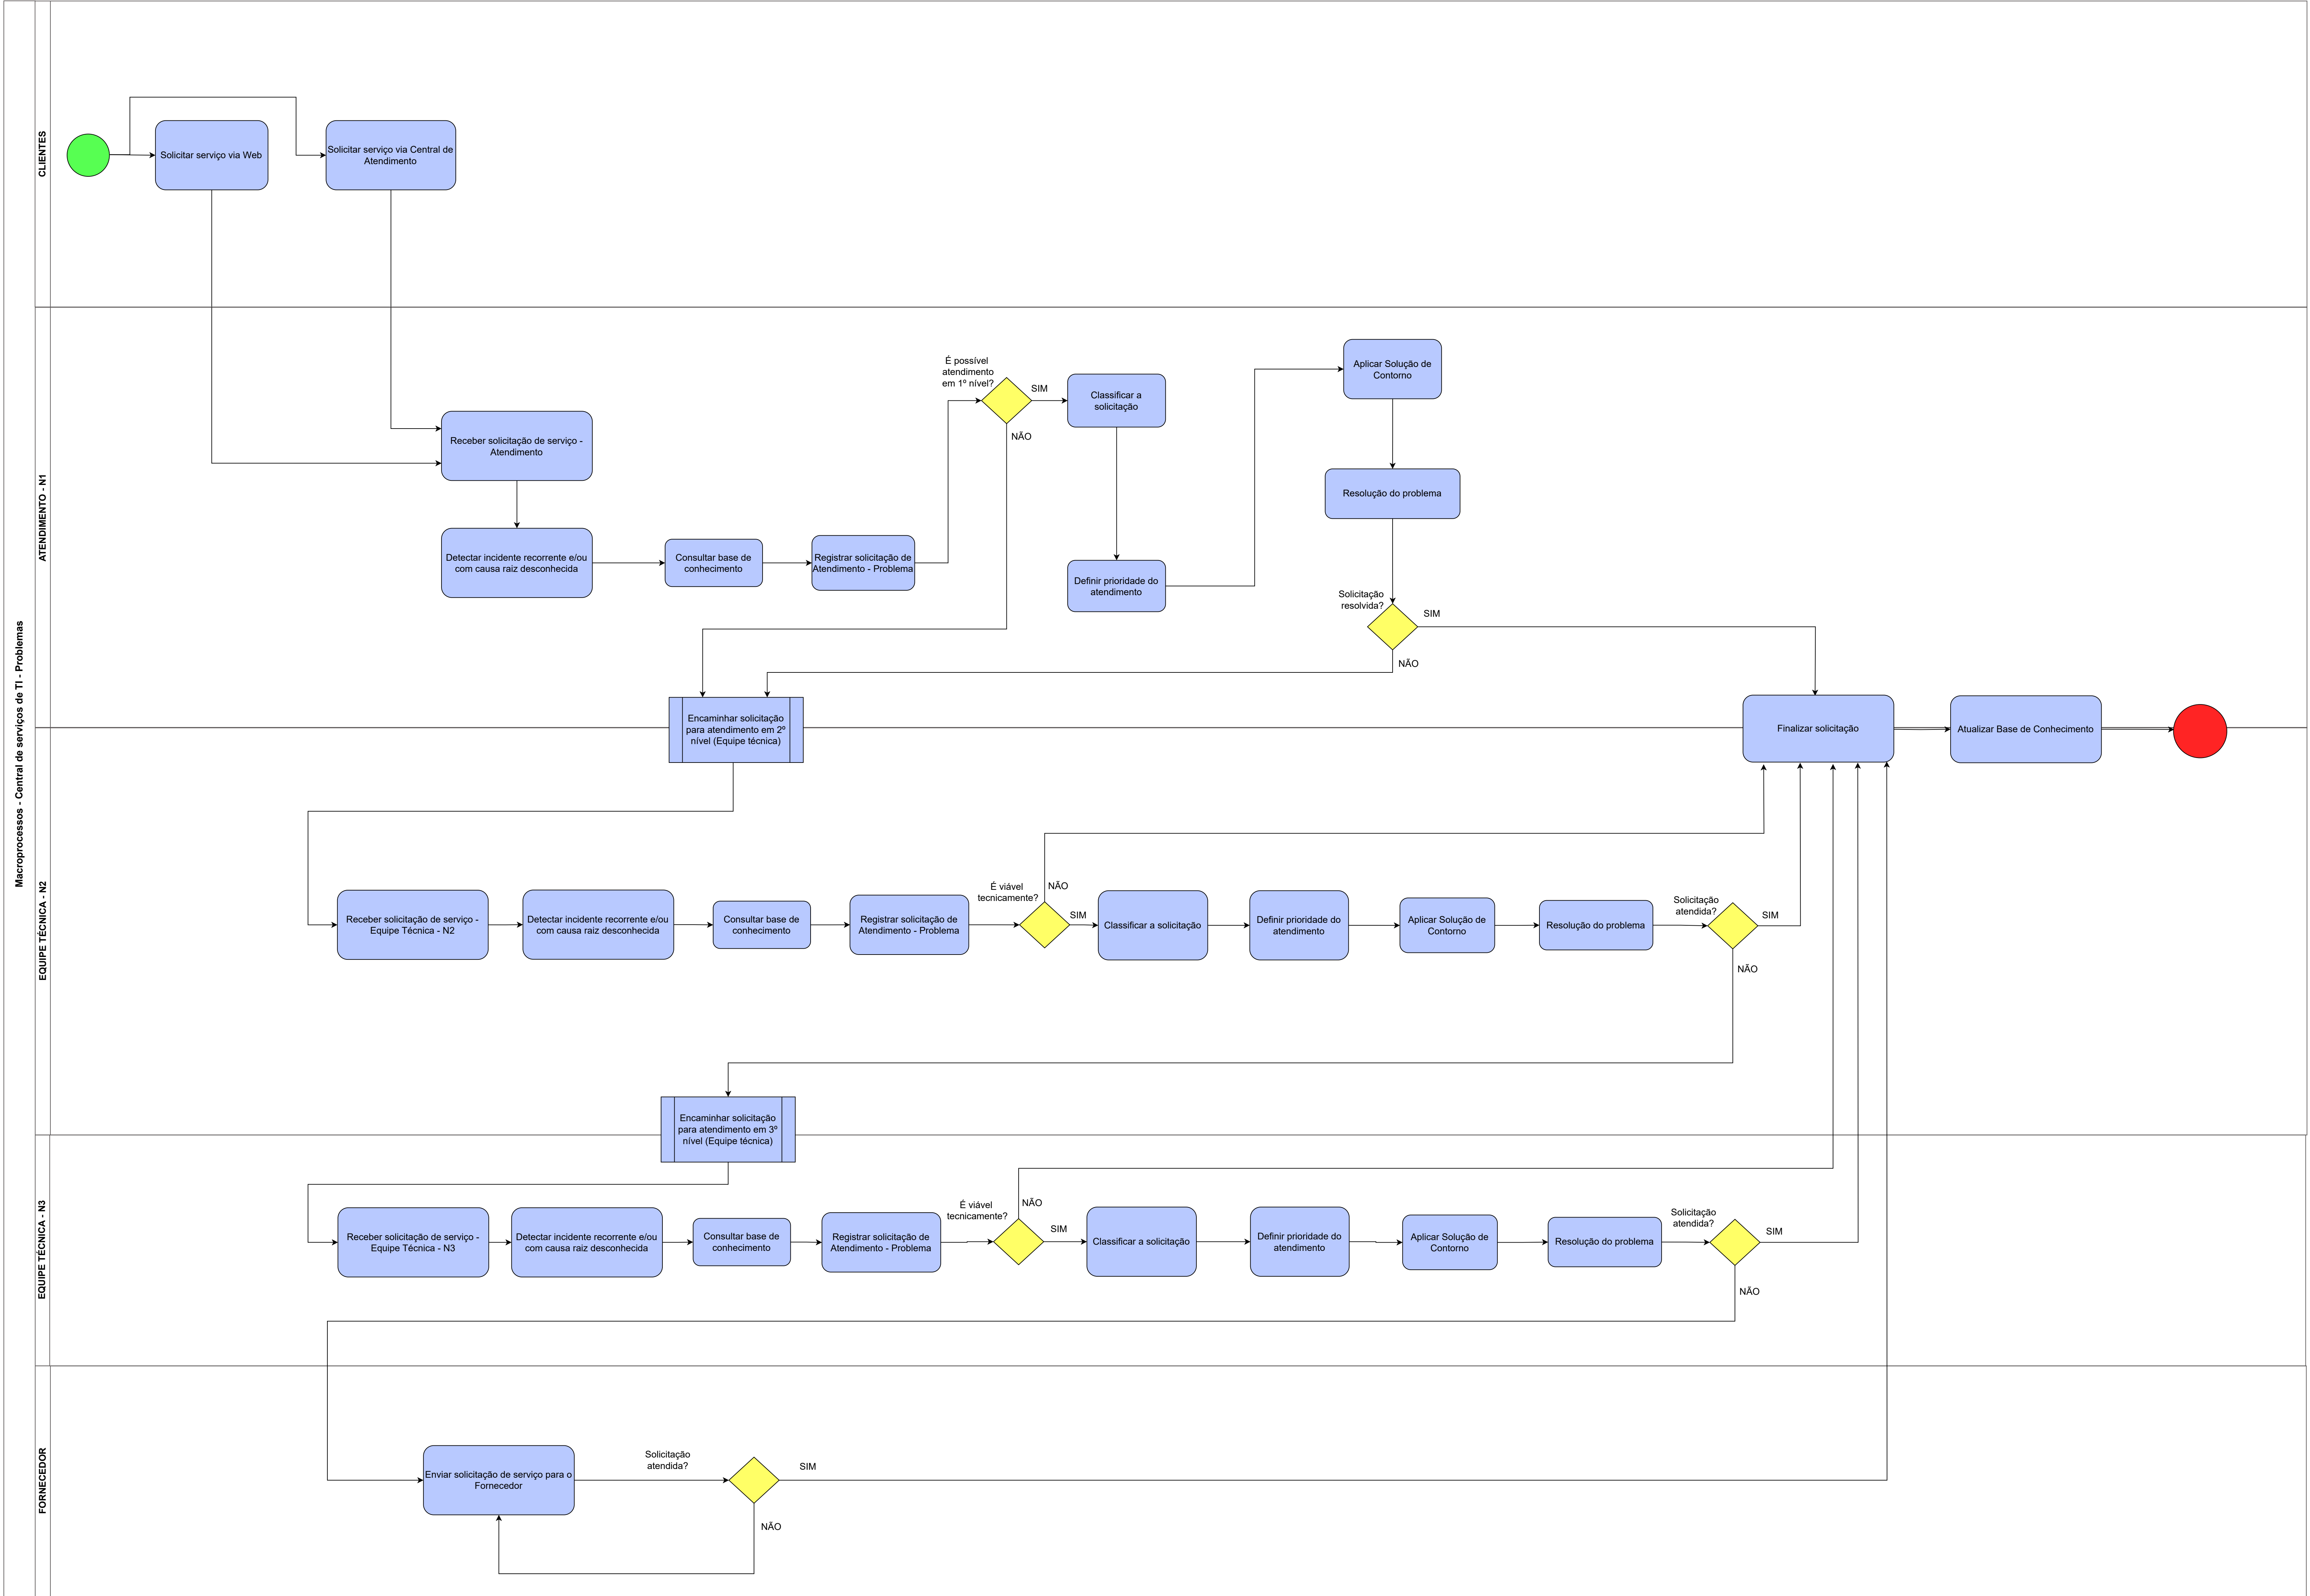 Macroprocessos - Central de serviços de TI - Problemas
CLIENTES
Solicitar serviço via Web
Solicitar serviço via Central de
Atendimento
ATENDIMENTO - N1
Receber solicitação de serviço -
Atendimento
Detectar incidente recorrente e/ou
com causa raiz desconhecida
Consultar base de
conhecimento
Registrar solicitação de
Atendimento - Problema
É possível
atendimento
em 1º nível?
SIM
NÃO
Classificar a
solicitação
Definir prioridade do
atendimento
Aplicar Solução de
Contorno
Resolução do problema
Solicitação
resolvida?
SIM
NÃO
Encaminhar solicitação
para atendimento em 2º
nível (Equipe técnica)
Finalizar solicitação
Atualizar Base de Conhecimento
EQUIPE TÉCNICA - N2
Receber solicitação de serviço -
Equipe Técnica - N2
Detectar incidente recorrente e/ou
com causa raiz desconhecida
Consultar base de
conhecimento
Registrar solicitação de
Atendimento - Problema
É viável
tecnicamente?
NÃO
SIM
Classificar a solicitação
Definir prioridade do
atendimento
Aplicar Solução de
Contorno
Resolução do problema
Solicitação
atendida?
SIM
NÃO
Encaminhar solicitação
para atendimento em 3º
nível (Equipe técnica)
EQUIPE TÉCNICA - N3
Receber solicitação de serviço -
Equipe Técnica - N3
Detectar incidente recorrente e/ou
com causa raiz desconhecida
Consultar base de
conhecimento
Registrar solicitação de
Atendimento - Problema
É viável
tecnicamente?
NÃO
SIM
Classificar a solicitação
Definir prioridade do
atendimento
Aplicar Solução de
Contorno
Resolução do problema
Solicitação
atendida?
SIM
NÃO
FORNECEDOR
Enviar solicitação de serviço para o
Fornecedor
Solicitação
atendida?
SIM
NÃO